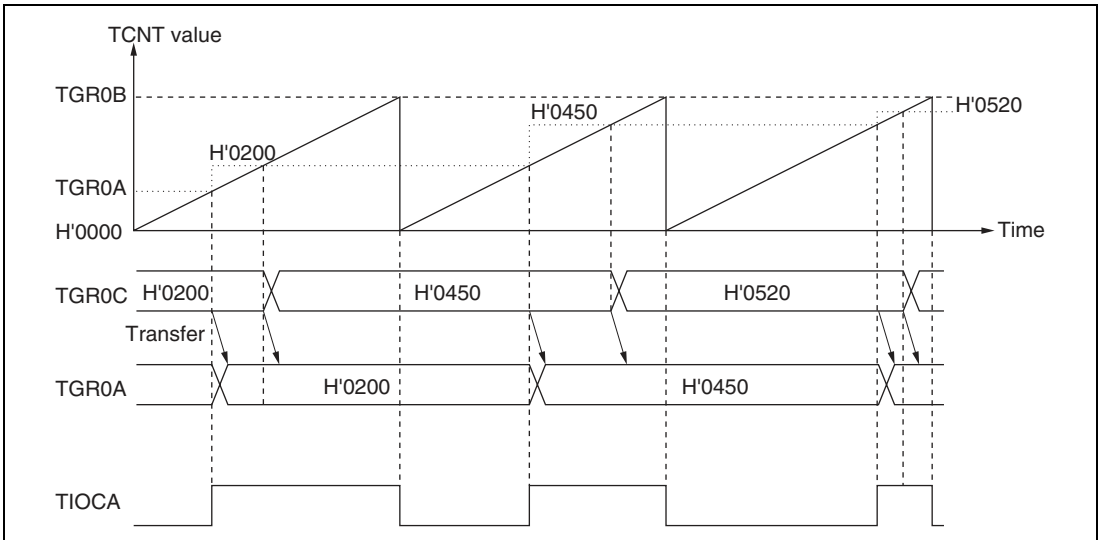 TCNT value
TGR0B
H'0520
H'0450
H'0200
TGR0A
H'0000
Time
TGR0C
H'0200
H'0450
H'0520
Transfer
TGR0A
H'0200
H'0450
TIOCA